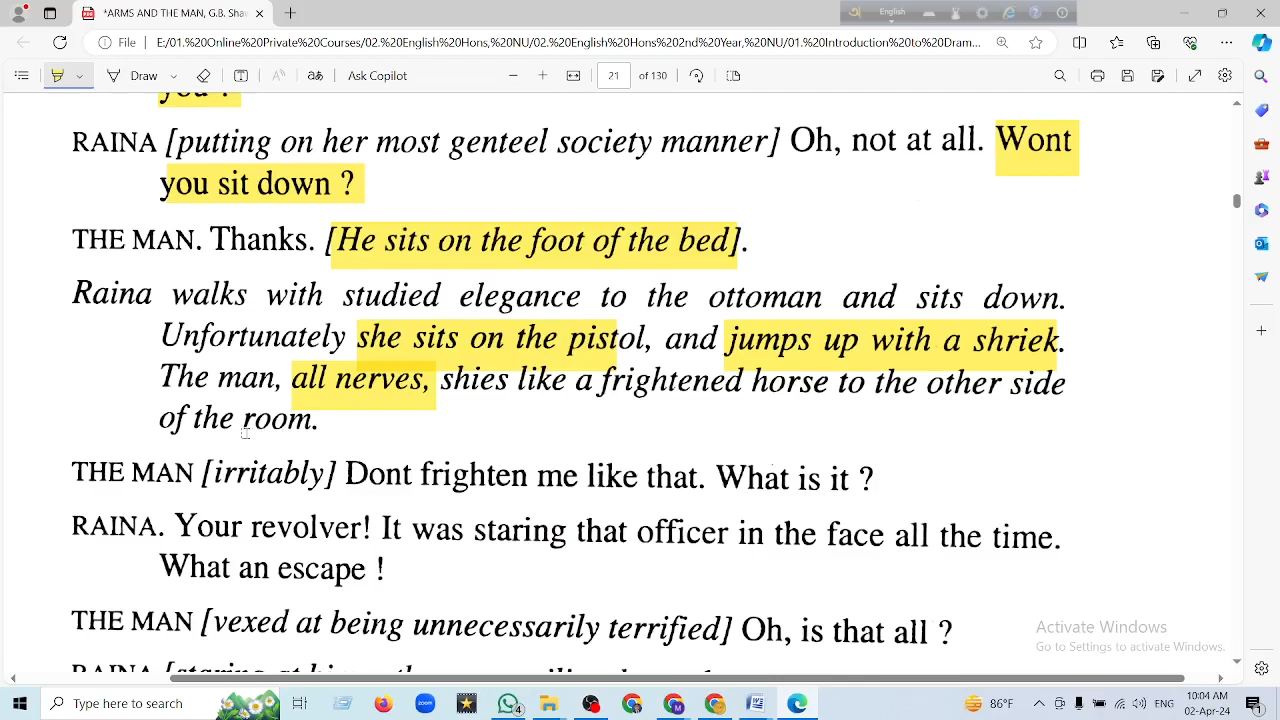 *ARMS AND THE MAN, G.B. Shaw
English
File
E:/01.%20Online%20Private%20Courses/02.%20English%20Hons,%20NU/02.%20English%20Hons%202nd%20Year,%20NU/01.Introduction%20to%20Dram...
Draw
Ask Copilot
21 of 130
you ?
RAINA [putting on her most genteel society manner] Oh, not at all. Wont
you sit down ?
THE MAN. Thanks. [He sits on the foot of the bed].
Raina walks with studied elegance to the ottoman and sits down.
Unfortunately she sits on the pistol, and jumps up with a shriek.
The man, all nerves, shies like a frightened horse to the other side
of the room.
THE MAN [irritably] Dont frighten me like that. What is it ?
RAINA. Your revolver! It was staring that officer in the face all the time.
What an escape !
THE MAN [vexed at being unnecessarily terrified] Oh, is that all ?
Activate Windows
Go to Settings to activate Windows.
Type here to search
zoom
4
86°F
ENG
10:04 AM
02-Apr-24